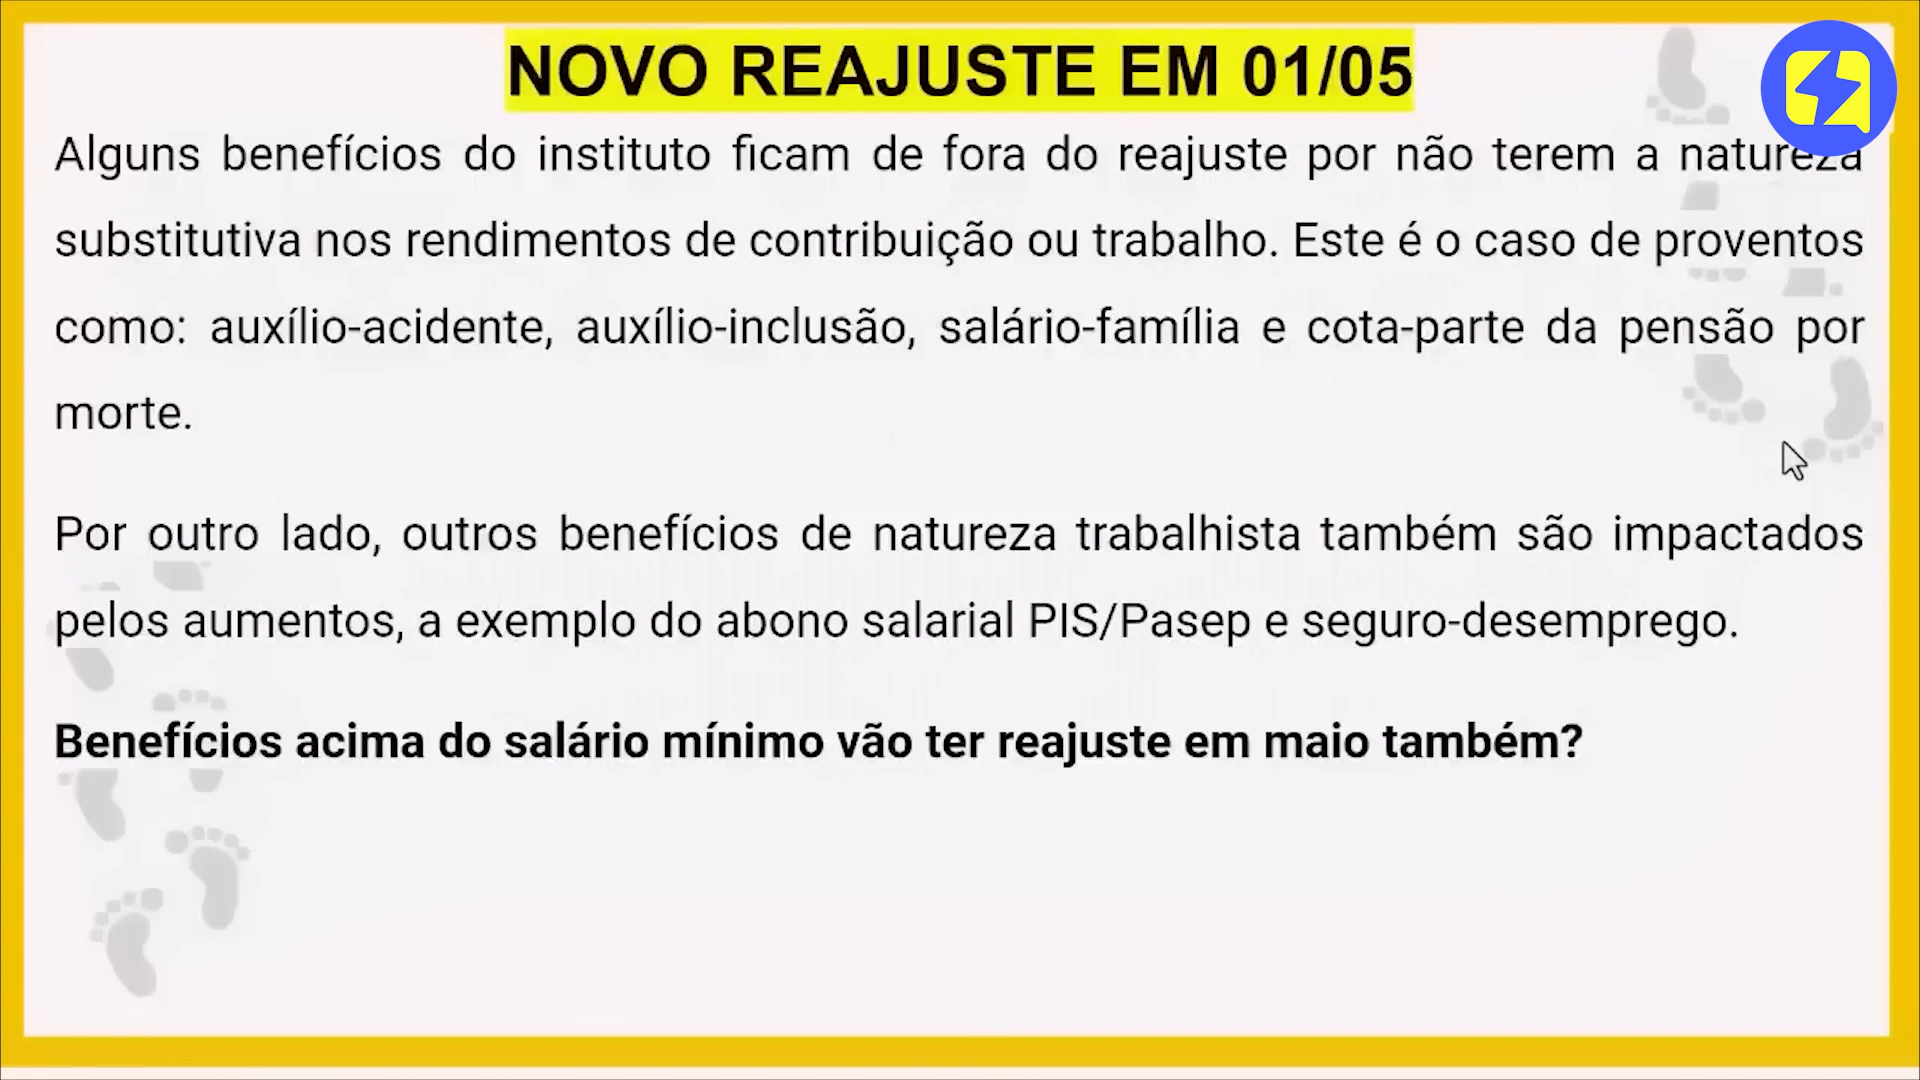 NOVO REAJUSTE EM 01/05
Alguns benefícios do instituto ficam de fora do reajuste por não terem a natureza
substitutiva nos rendimentos de contribuição ou trabalho. Este é o caso de proventos
como: auxílio-acidente, auxílio-inclusão, salário-família e cota-parte da pensão por
morte.
Por outro lado, outros benefícios de natureza trabalhista também são impactados
pelos aumentos, a exemplo do abono salarial PIS/Pasep e seguro-desemprego.
Benefícios acima do salário mínimo vão ter reajuste em maio também?